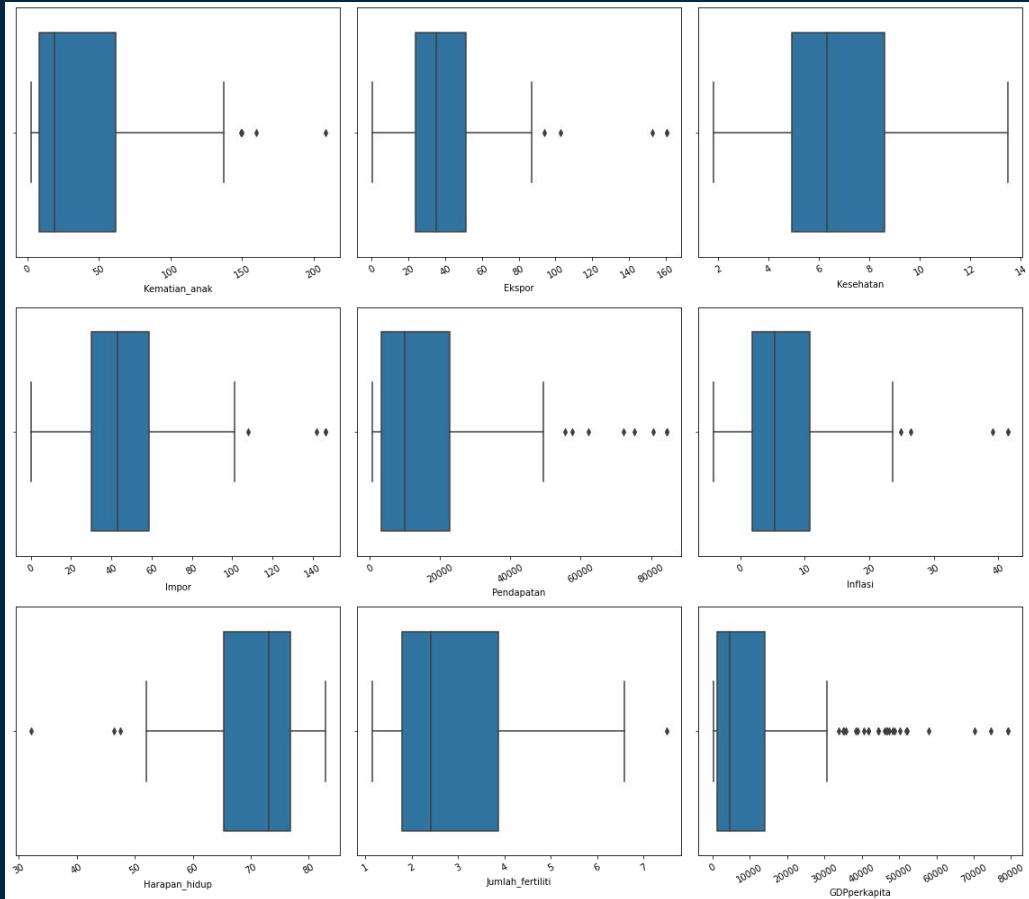 0 50 100 150 200
Kematian_anak
0 20 40 60 80 100 120 140 160
Ekspor
2 4 6 8 10 12 14
Kesehatan
0 20 40 60 80 100 120 140
Impor
0 20000 40000 60000 80000
Pendapatan
0 10 20 30 40
Inflasi
30 40 50 60 70 80
Harapan_hidup
1 2 3 4 5 6 7
Jumlah_fertiliti
0 10000 20000 30000 40000 50000 60000 70000 80000
GDPperkapita